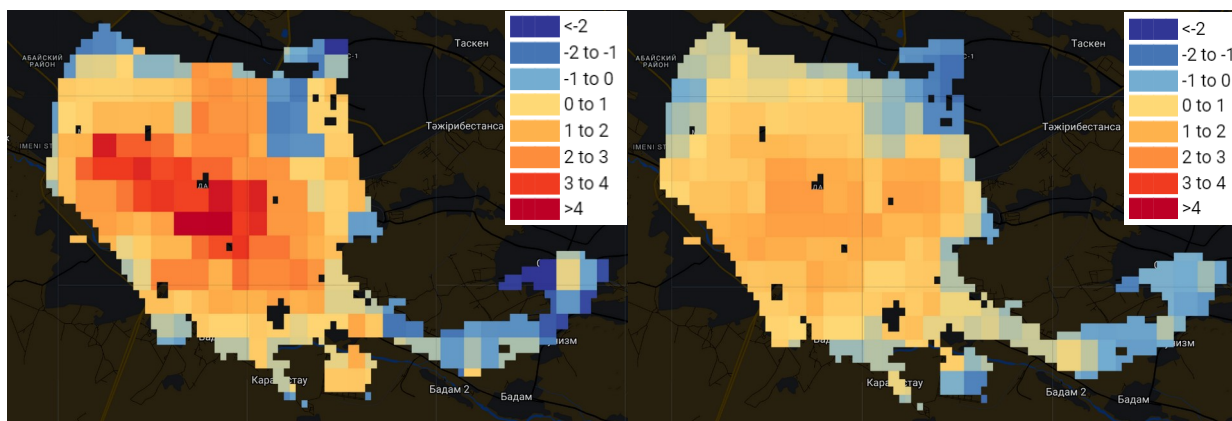 <-2
-2 to -1
-1 to 0
0 to 1
1 to 2
2 to 3
3 to 4
>4
Таскен
АБАЙСКИЙ
РАЙОН
Тәжірибестанса
IMENI
ДА
Бадам 2
Бадам
<-2
-2 to -1
-1 to 0
0 to 1
1 to 2
2 to 3
3 to 4
>4
Таскен
АБАЙСКИЙ
РАЙОН
Тәжірибестанса
IMENI ST
ДА
Бадам 2
Бадам